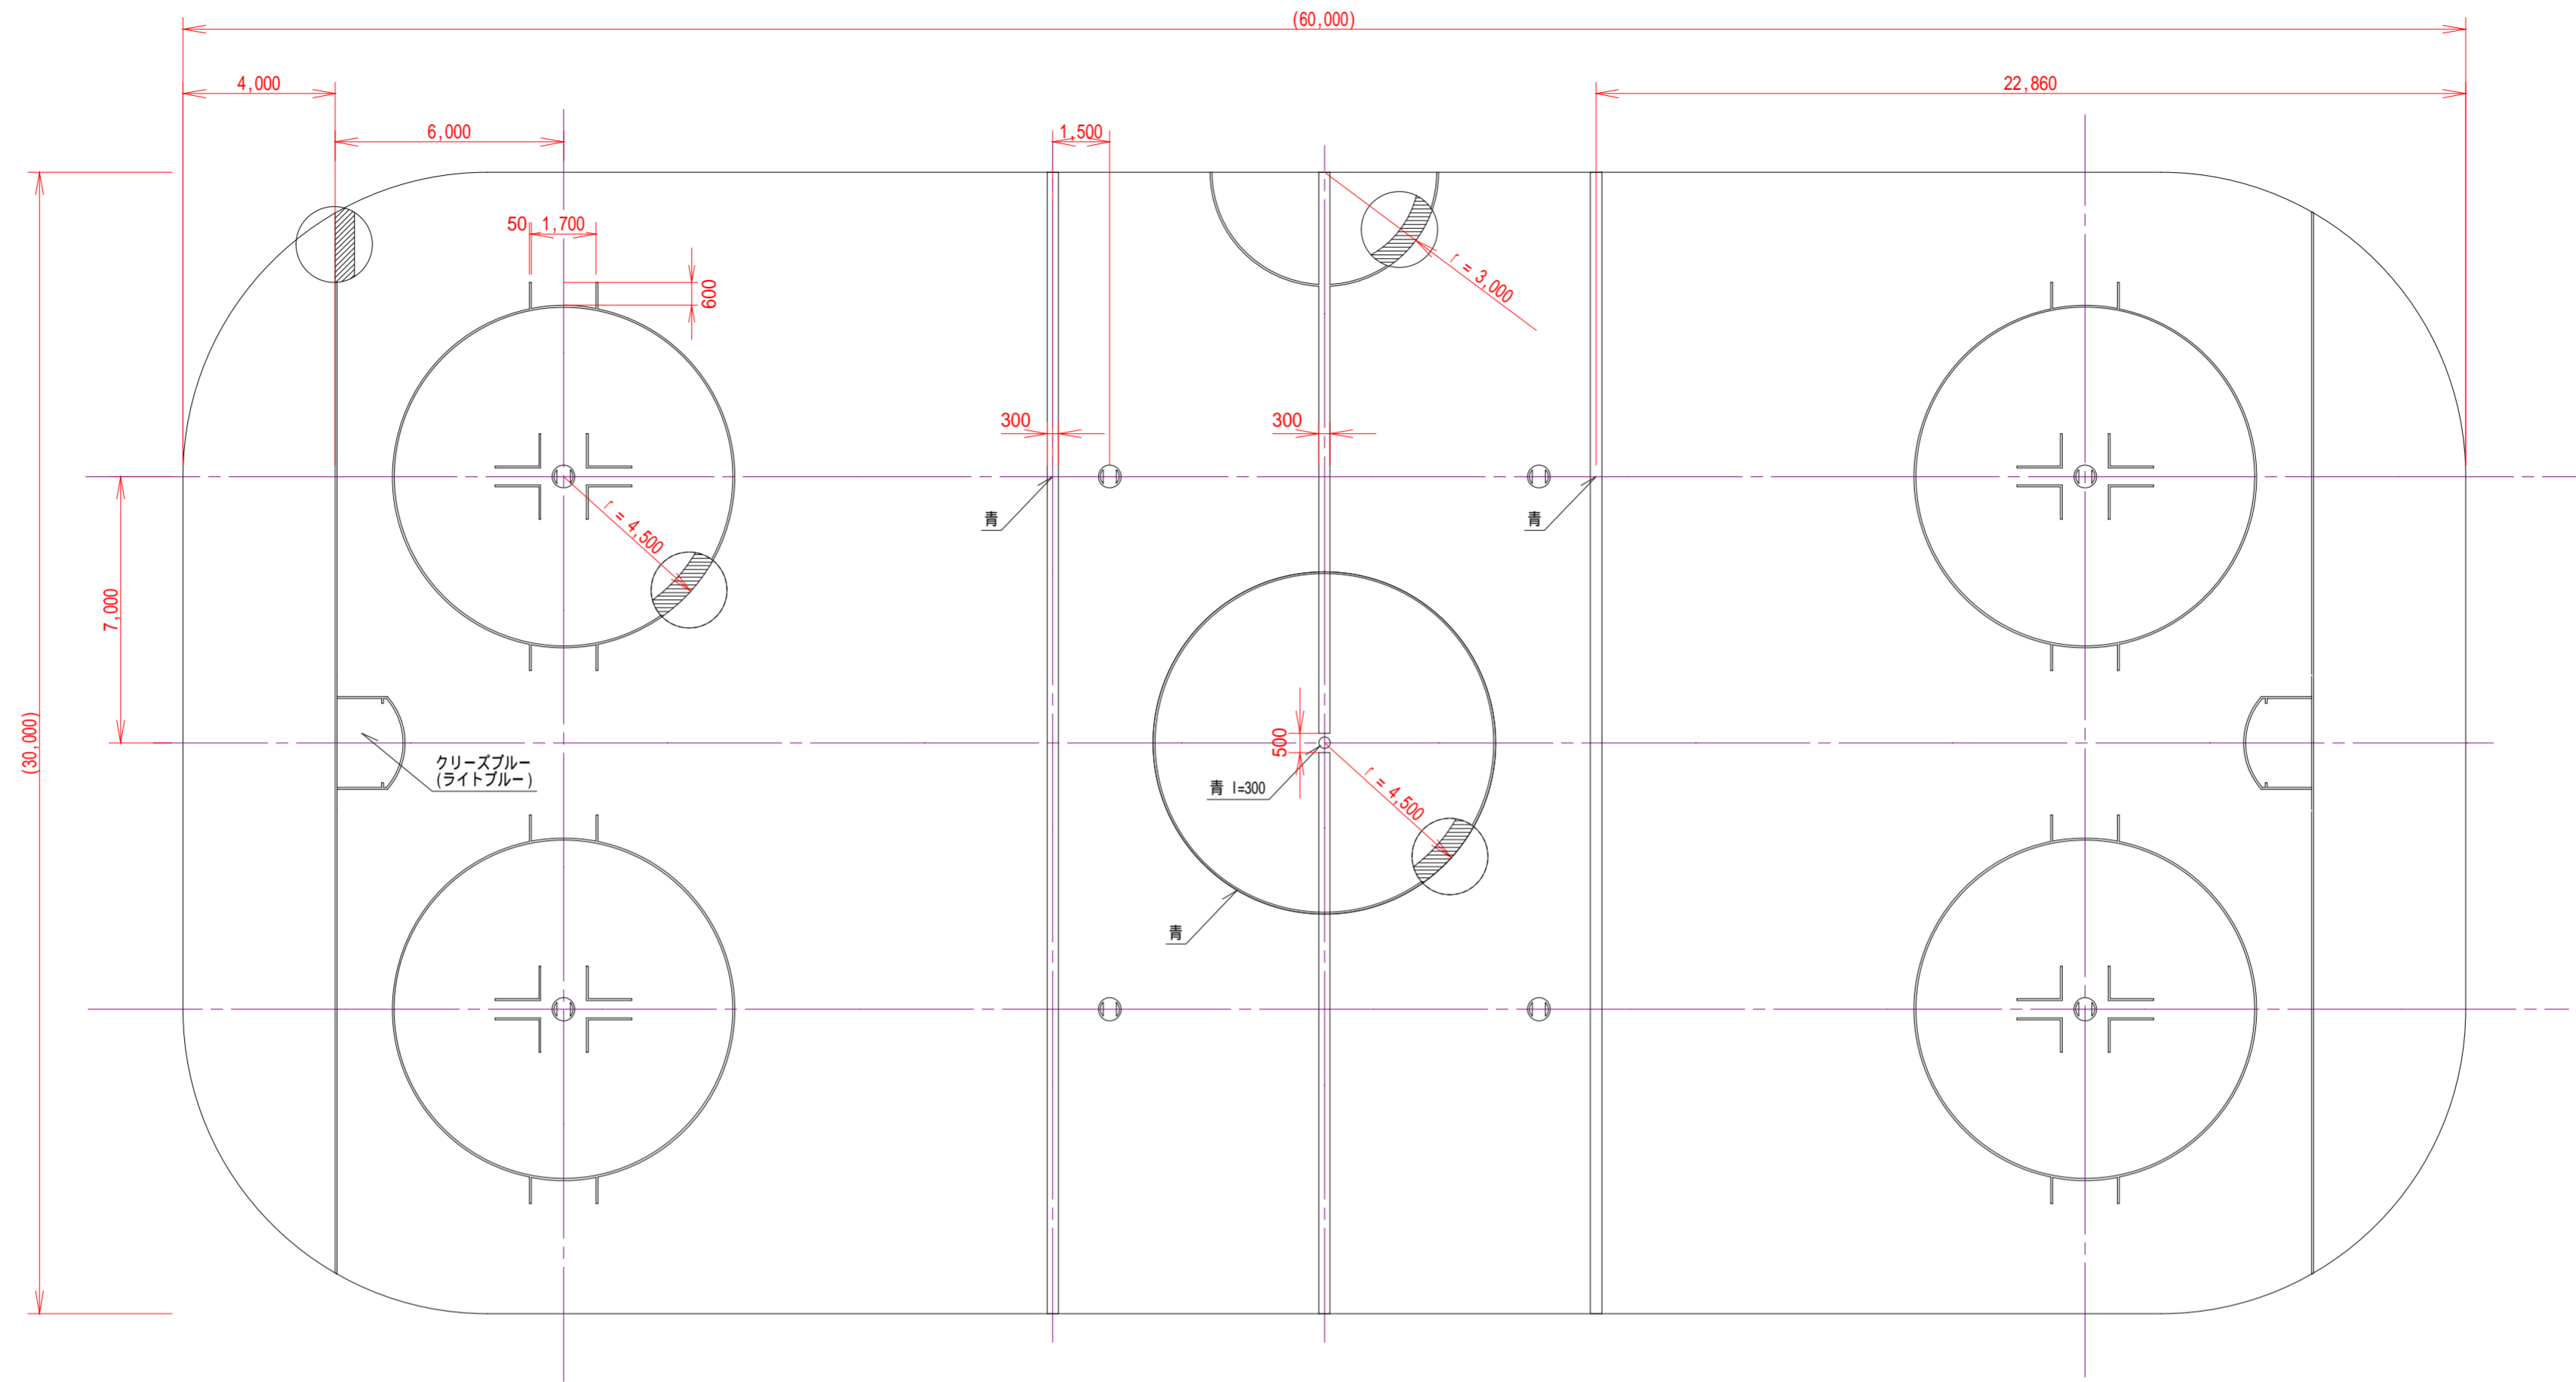 (60,000)
4,000
22,860
6,000
1,500
50
1,700
600
r = 3,000
300
300
青
青
r = 4,500
7,000
(30,000)
クリーズブルー
(ライトブルー)
500
青 l=300
r = 4,500
青